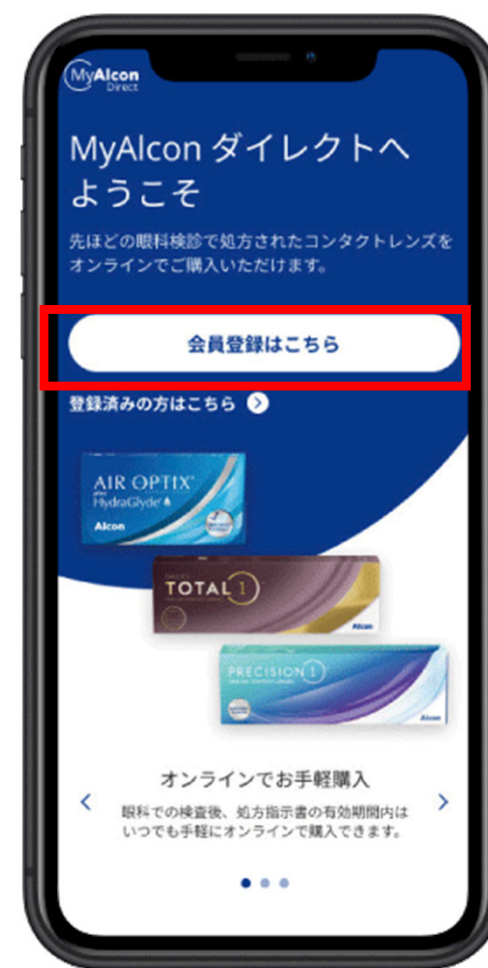 MyAlcon
Direct
MyAlcon ダイレクトへ
ようこそ
先ほどの眼科検診で処方されたコンタクトレンズを
オンラインでご購入いただけます。
会員登録はこちら
登録済みの方はこちら
AIR OPTIX
plus
HydraGlyde
Alcon
TOTAL 1
Alcon
PRECISION 1
Alcon
オンラインでお手軽購入
眼科での検査後、処方指示書の有効期間内は
いつでも手軽にオンラインで購入できます。